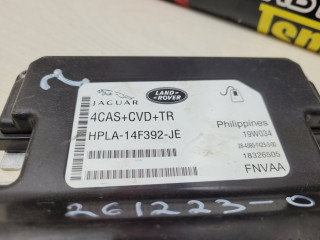 JAGUAR
LAND-
ROVER
4CAS+CVD+TR
HPLA-14F392-JE
Philippines
19W034
18326505
FNVAA
261223-0